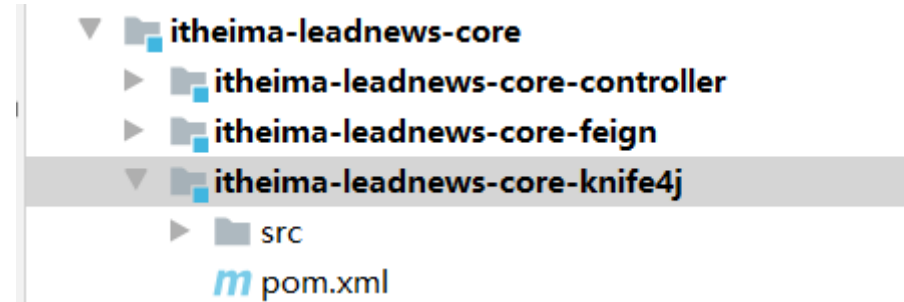 itheima-leadnews-core
itheima-leadnews-core-controller
itheima-leadnews-core-feign
itheima-leadnews-core-knife4j
src
m pom.xml